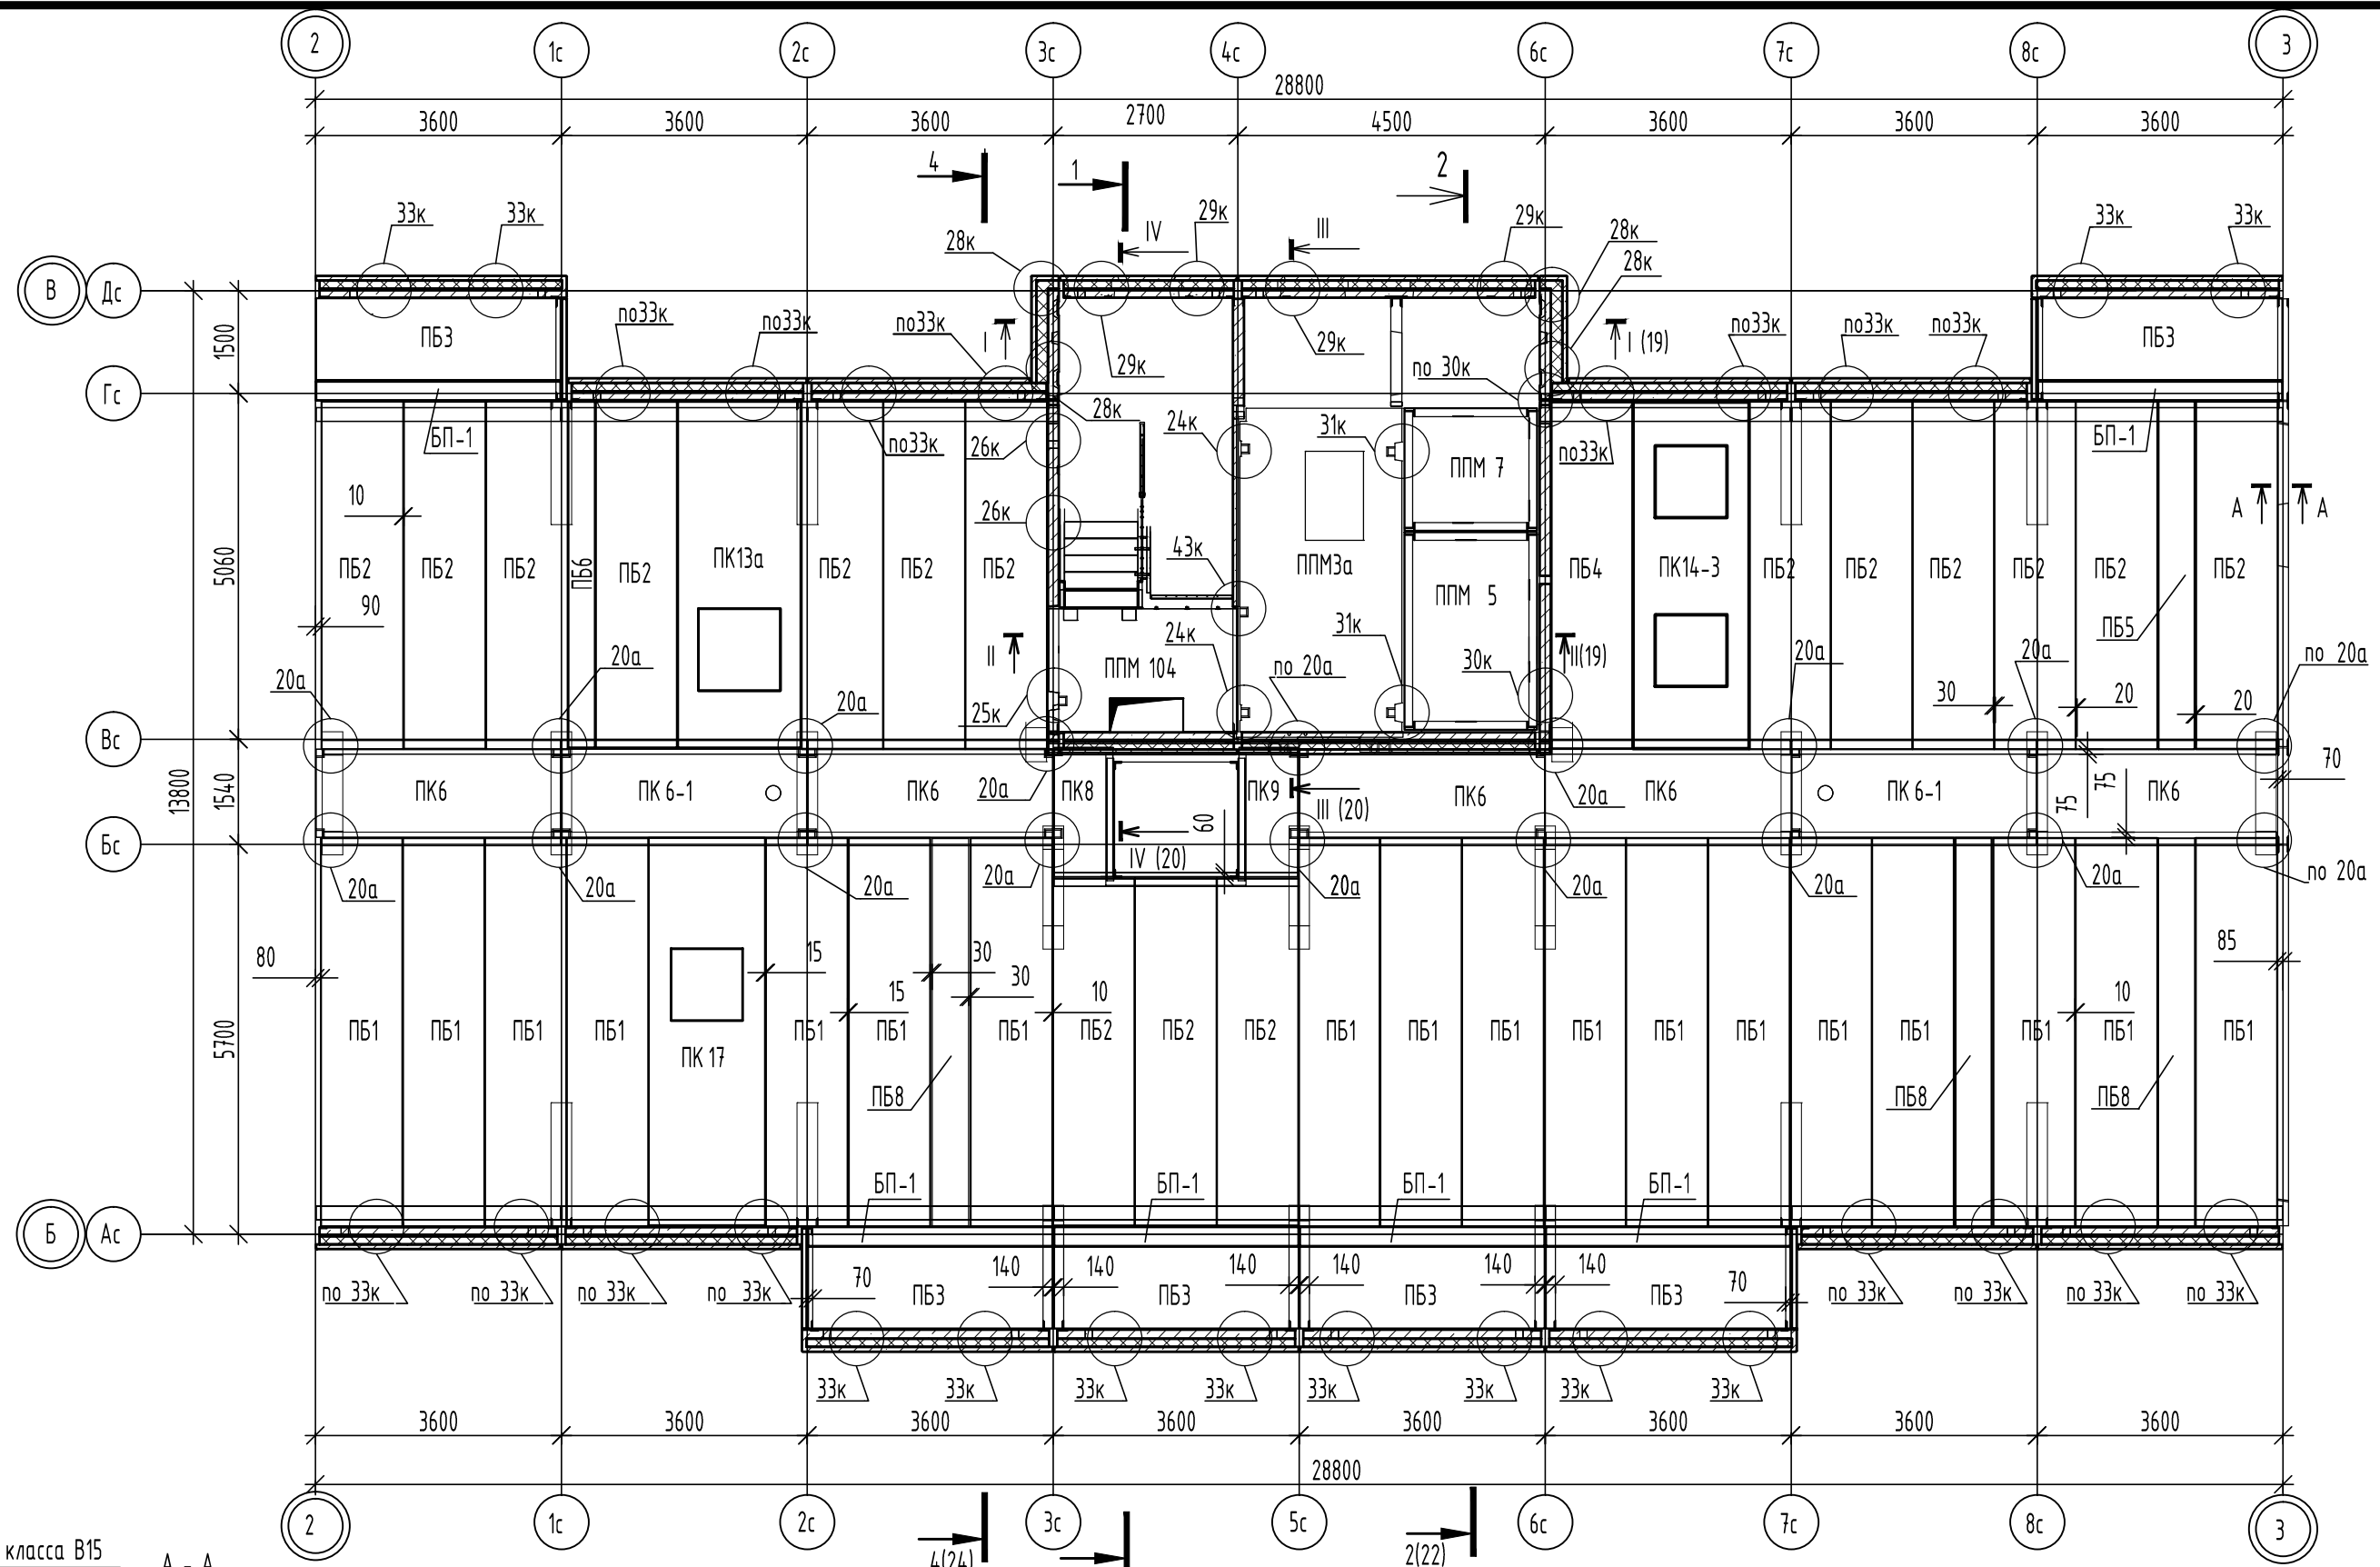 2 1с 2с 3с 4с 6с 7с 8с 3
28800
3600 3600 3600 2700 4500 3600 3600 3600
4 1 2
33к 33к 28к IV 29к III 29к 28к 33к 33к
28к
В Дс
по33к по33к по33к I 29к 29к I (19) по33к по33к по33к
1500 ПБ3 ПБ3
по 30к
Гс
БП-1 по33к 26к 28к 24к 31к по33к БП-1
10 26к ППМ 7 А А
5060 ПБ2 ПБ2 ПБ2 ПБ6 ПБ2 ПК13а ПБ2 ПБ2 ПБ2 43к ППМ3а ППМ 5 ПБ4 ПК14-3 ПБ2 ПБ2 ПБ2 ПБ2 ПБ2 ПБ2
90 ПБ5
20а 20а 20а II ППМ 104 24к по 20а 31к 30к II(19) 20а 20а по 20а
25к 30 20 20
Вс
13800 1540 ПК6 ПК 6-1 ПК6 20а ПК8 ПК9 ПК6 20а ПК6 ПК 6-1 75 75 ПК6 70
III (20)
60
Бс
IV (20)
20а 20а 20а 20а 20а 20а 20а 20а по 20а
80 15 30 85
15 30 10 10
5700 ПБ1 ПБ1 ПБ1 ПБ1 ПК 17 ПБ1 ПБ1 ПБ1 ПБ2 ПБ2 ПБ2 ПБ1 ПБ1 ПБ1 ПБ1 ПБ1 ПБ1 ПБ1 ПБ1 ПБ1 ПБ1 ПБ1
ПБ8 ПБ8 ПБ8
БП-1 БП-1 БП-1 БП-1
Б Ас
70 140 140 140 140 140 140 70
по 33к по 33к по 33к по 33к ПБ3 ПБ3 ПБ3 ПБ3 по 33к по 33к по 33к по 33к
33к 33к 33к 33к 33к 33к 33к 33к
3600 3600 3600 3600 3600 3600 3600 3600
28800
2 1с 2с 3с 5с 6с 7с 8с 3
класса В15
А - А
4(24) 2(22)